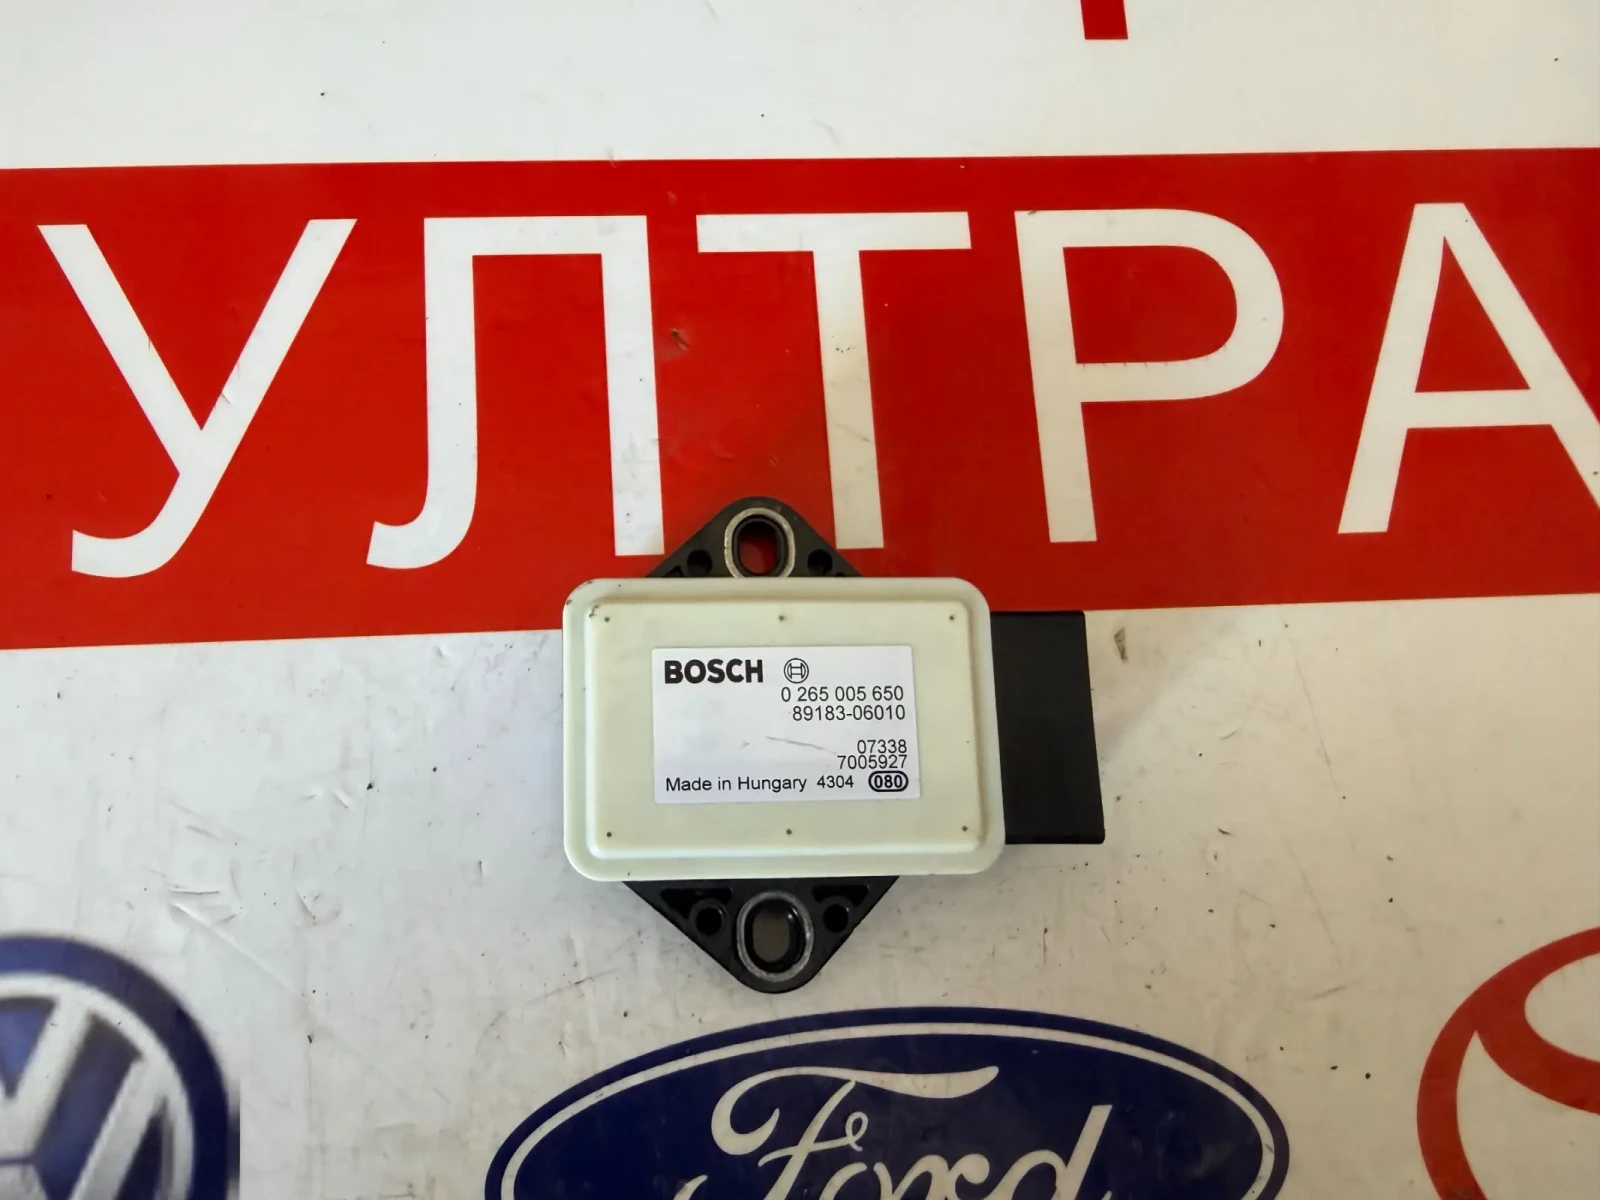 УЛТРА
BOSCH
0 265 005 650
89183-06010
07338
7005927
Made in Hungary 4304 080
Ford